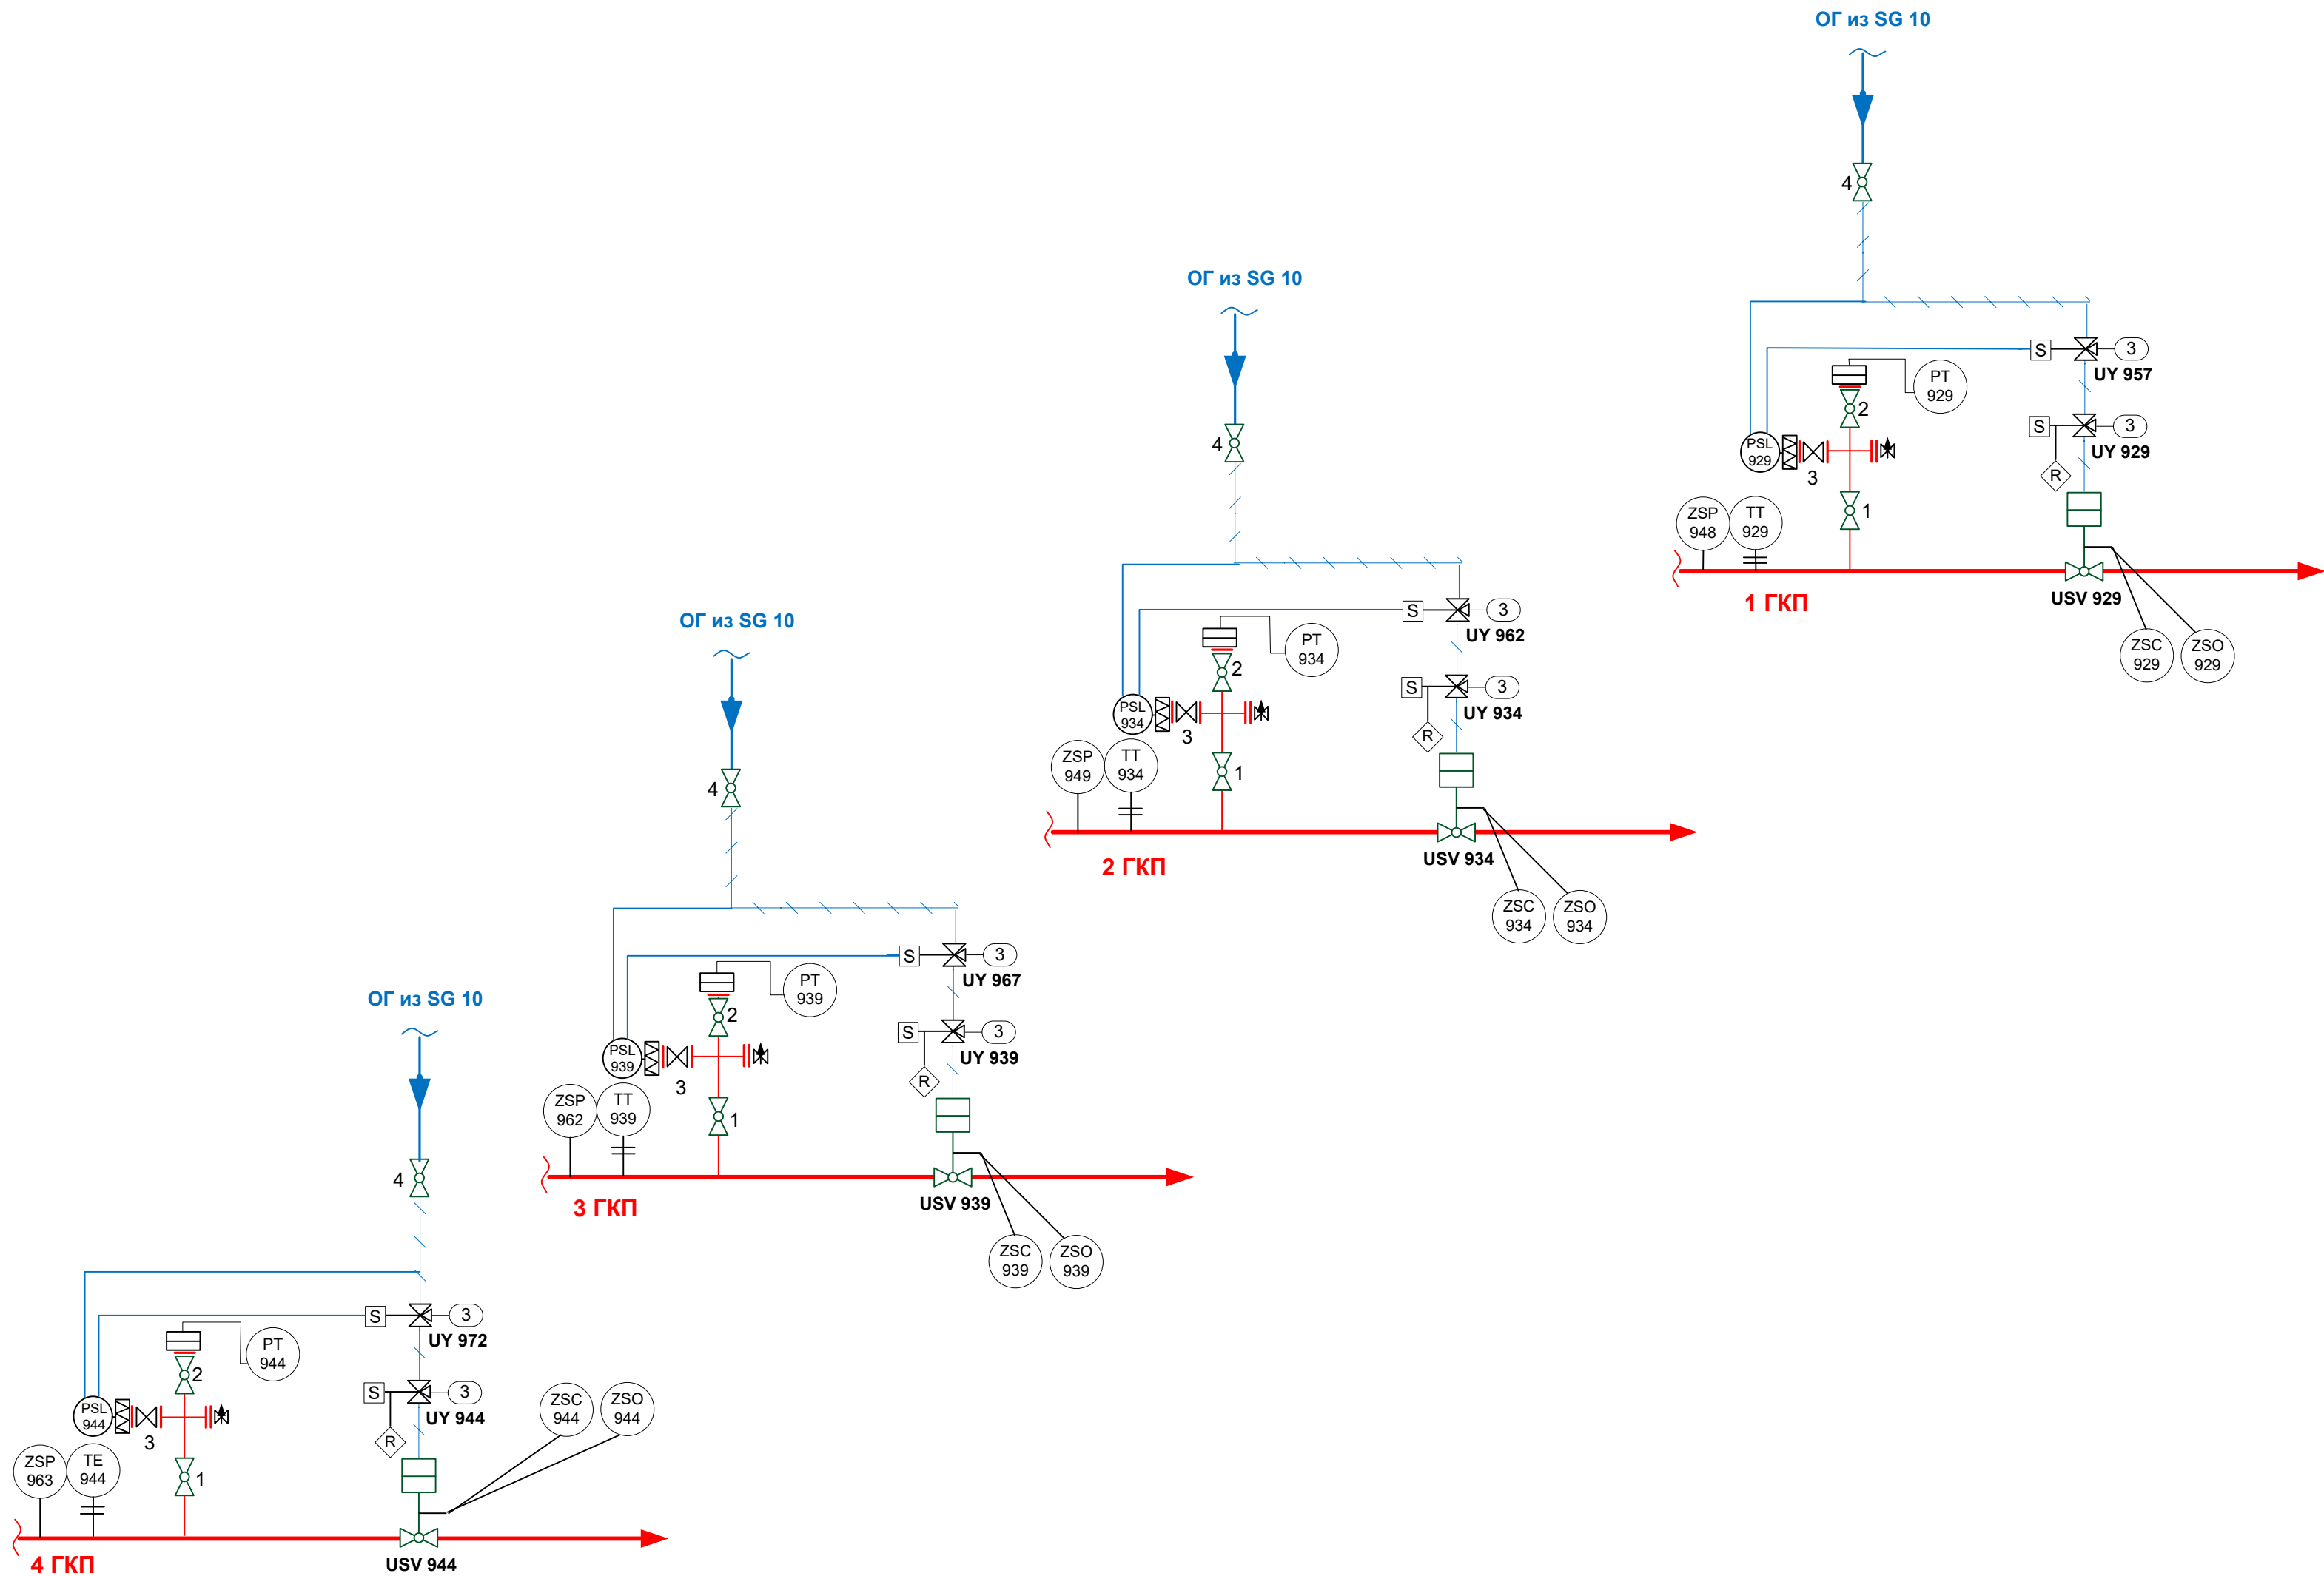 ОГ из SG 10
4
S
3
UY 957
PT
929
2
S
3
UY 929
PSL
929
3
R
1
ZSP
948
TT
929
1 ГКП
USV 929
ZSC
929
ZSO
929
ОГ из SG 10
4
S
3
UY 962
PT
934
2
S
3
UY 934
PSL
934
3
R
1
ZSP
949
TT
934
2 ГКП
USV 934
ZSC
934
ZSO
934
ОГ из SG 10
4
S
3
UY 967
PT
939
2
S
3
UY 939
PSL
939
3
R
1
ZSP
962
TT
939
3 ГКП
USV 939
ZSC
939
ZSO
939
ОГ из SG 10
4
S
3
UY 972
PT
944
2
S
3
UY 944
PSL
944
3
R
1
ZSC
944
ZSO
944
ZSP
963
TE
944
4 ГКП
USV 944